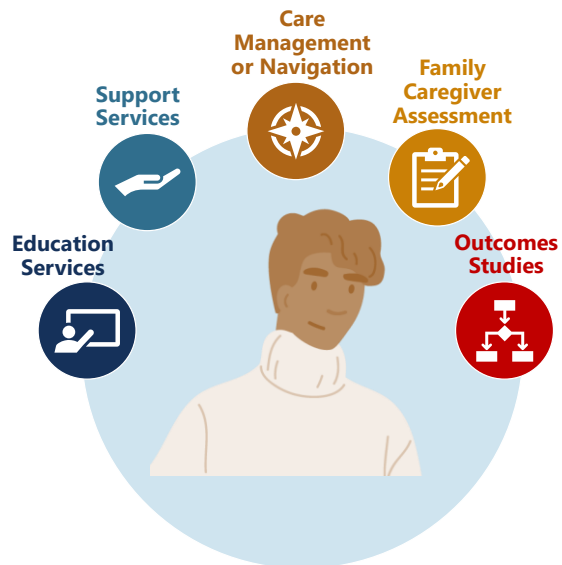 Care
Management
or Navigation
Family
Caregiver
Assessment
Support
Services
Education
Services
Outcomes
Studies